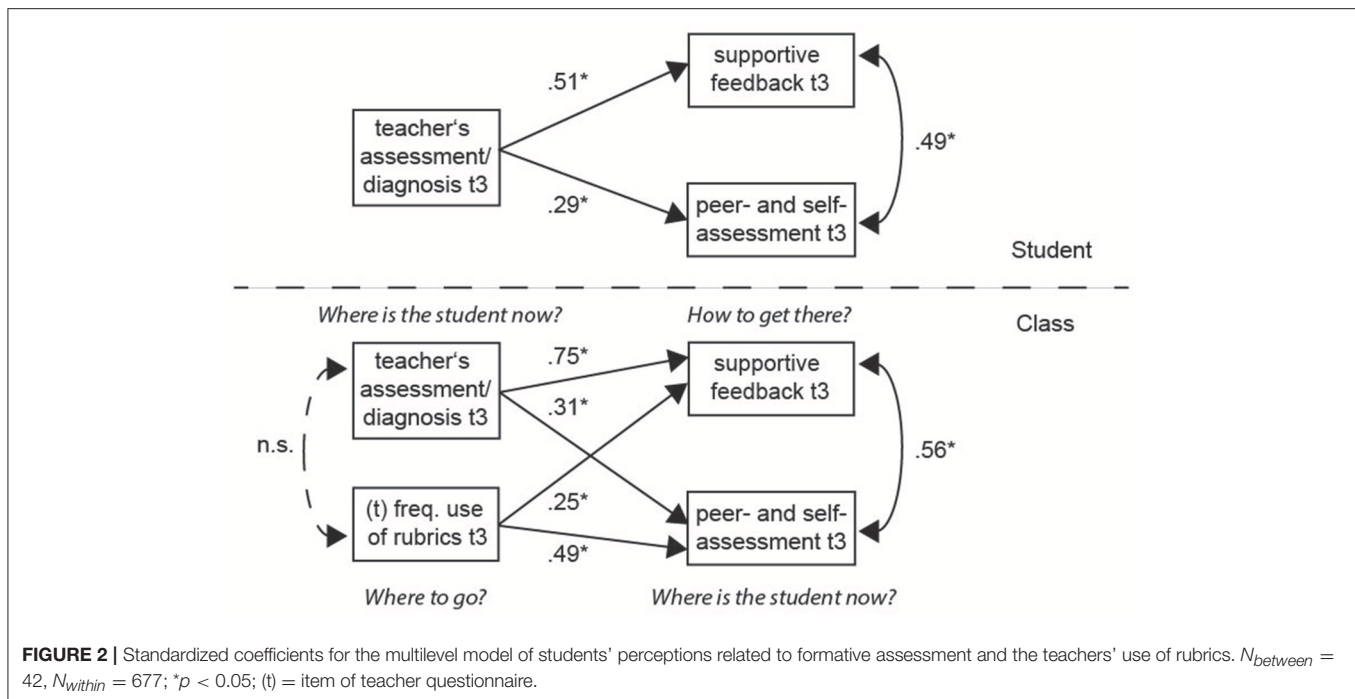 supportive
feedback t3
.51*
teacher‘s
assessment/
diagnosis t3
.49*
.29*
peer- and self-
assessment t3
Student
Where is the student now?
How to get there?
Class
teacher‘s
assessment/
diagnosis t3
.75*
supportive
feedback t3
.31*
n.s.
.56*
(t) freq. use
of rubrics t3
.25*
.49*
peer- and self-
assessment t3
Where to go?
Where is the student now?
FIGURE 2 | Standardized coefficients for the multilevel model of students’ perceptions related to formative assessment and the teachers’ use of rubrics. Nbetween =
42, Nwithin = 677; *p < 0.05; (t) = item of teacher questionnaire.